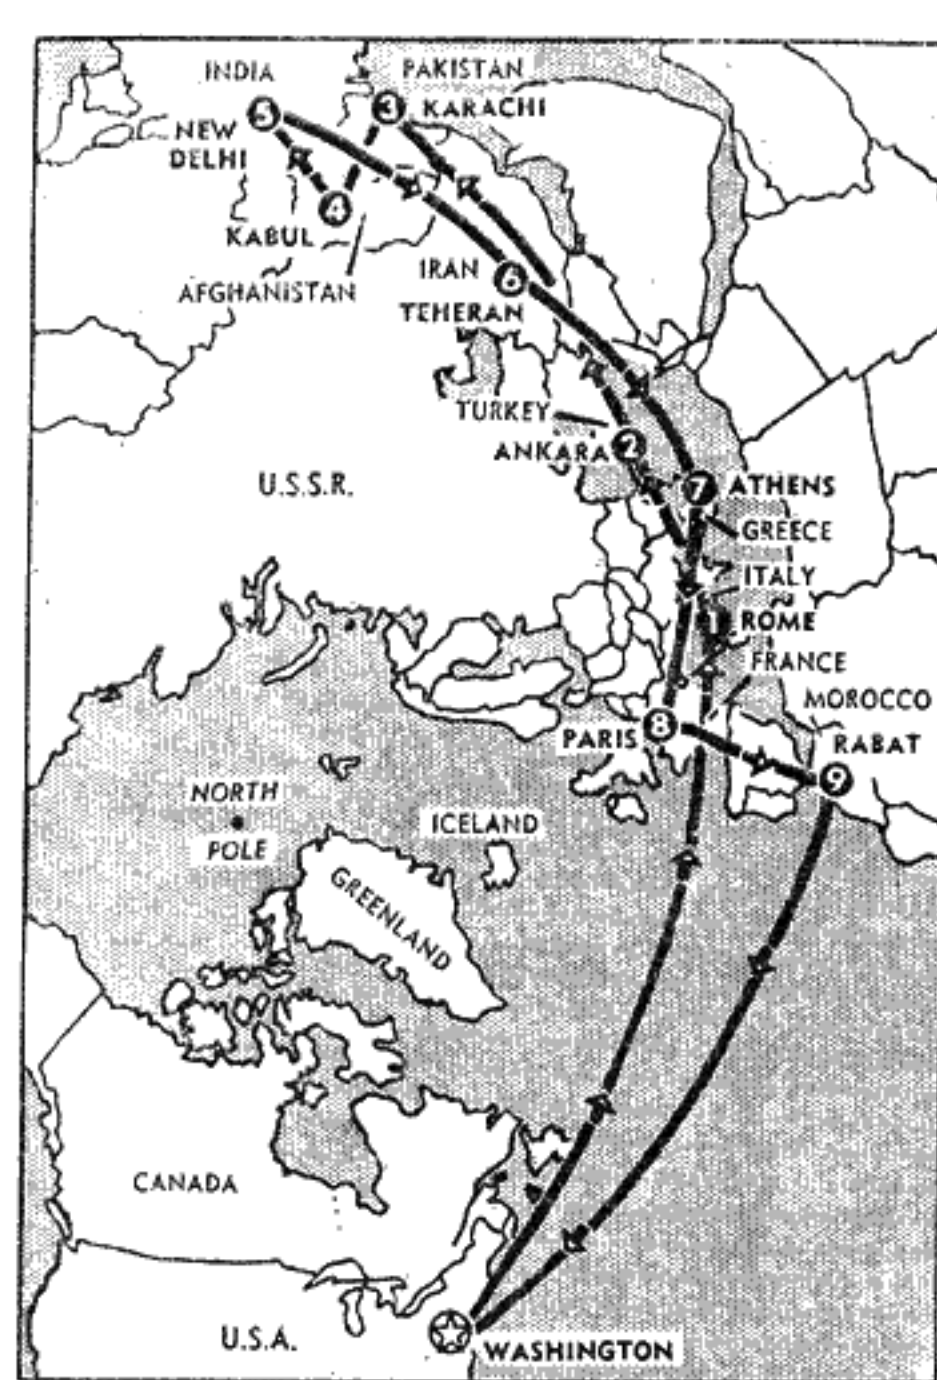 INDIA
PAKISTAN
3
KARACHI
5
NEW
DELHI
4
KABUL
AFGHANISTAN
IRAN
6
TEHERAN
TURKEY
ANKARA
2
U.S.S.R.
7
ATHENS
GREECE
ITALY
ROME
FRANCE
MOROCCO
PARIS
8
RABAT
9
NORTH
POLE
ICELAND
GREENLAND
CANADA
U.S.A.
WASHINGTON